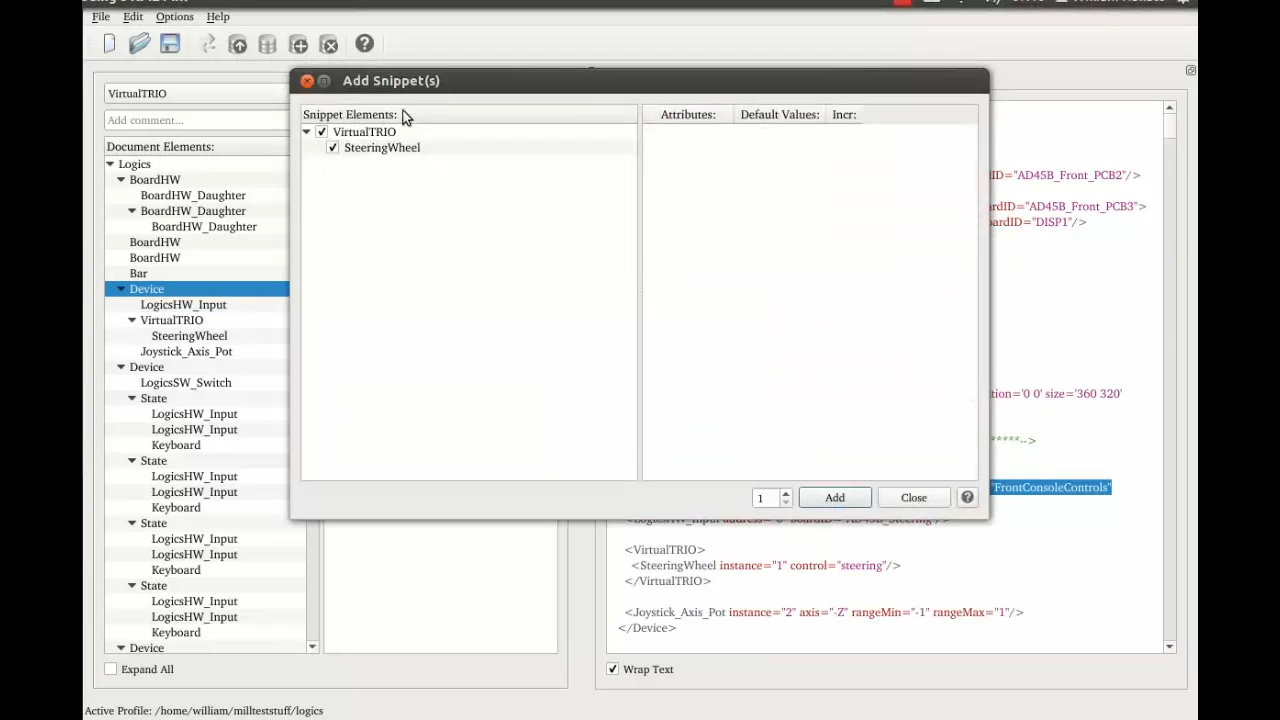 File Edit Options Help
Add Snippet(s)
VirtualTRIO
Add comment...
Document Elements:
Logics
BoardHW
BoardHW_Daughter
BoardHW_Daughter
BoardHW_Daughter
BoardHW
BoardHW
Bar
Device
LogicsHW_Input
VirtualTRIO
SteeringWheel
Joystick_Axis_Pot
Device
LogicsSW_Switch
State
LogicsHW_Input
LogicsHW_Input
Keyboard
State
LogicsHW_Input
LogicsHW_Input
Keyboard
State
LogicsHW_Input
LogicsHW_Input
Keyboard
State
LogicsHW_Input
LogicsHW_Input
Keyboard
Device
Expand All
Snippet Elements:
VirtualTRIO
SteeringWheel
Attributes: Default Values: Incr:
1 Add Close
ID="AD45B_Front_PCB2"/>
ardID="AD45B_Front_PCB3">
oardID="DISP1"/>
tion='0 0' size='360 320'
*****-->
"FrontConsoleControls"
<VirtualTRIO>
<SteeringWheel instance="1" control="steering"/>
</VirtualTRIO>
<Joystick_Axis_Pot instance="2" axis="-Z" rangeMin="-1" rangeMax="1"/>
</Device>
Wrap Text
Active Profile: /home/william/millteststuff/logics